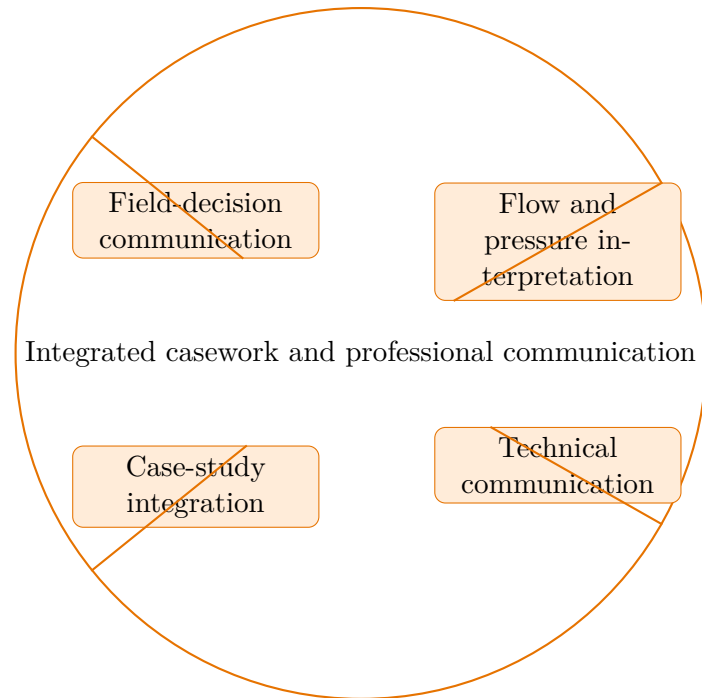 Field-decision
communication
Flow and
pressure in-
terpretation
Integrated casework and professional communication
Case-study
integration
Technical
communication